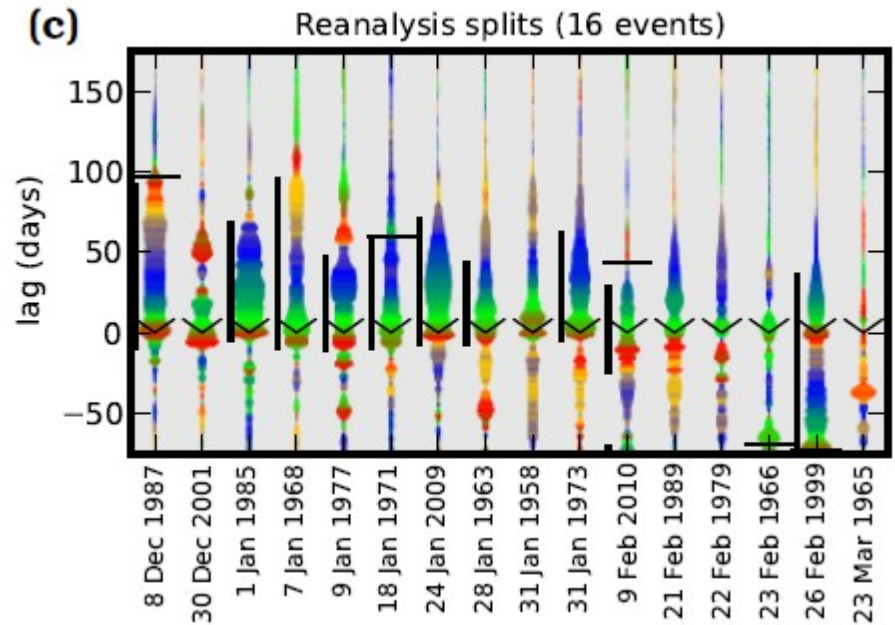 (c)
Reanalysis splits (16 events)
150
100
50
0
−50
lag (days)
8 Dec 1987
30 Dec 2001
1 Jan 1985
7 Jan 1968
9 Jan 1977
18 Jan 1971
24 Jan 2009
28 Jan 1963
31 Jan 1958
31 Jan 1973
9 Feb 2010
21 Feb 1989
22 Feb 1979
23 Feb 1966
26 Feb 1999
23 Mar 1965